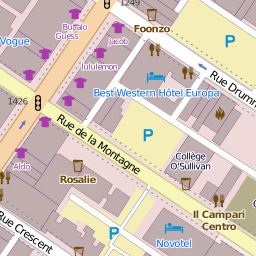 1249
Buffalo
Guess
Jacob
Foonzo
P
Vogue
lululemon
Rue Drumm
1426
Best Western Hôtel Europa
Rue de la Montagne
P
Collège
O'Sullivan
Aldo
Rosalie
Il Campari
Centro
Rue Crescent
P
Novotel